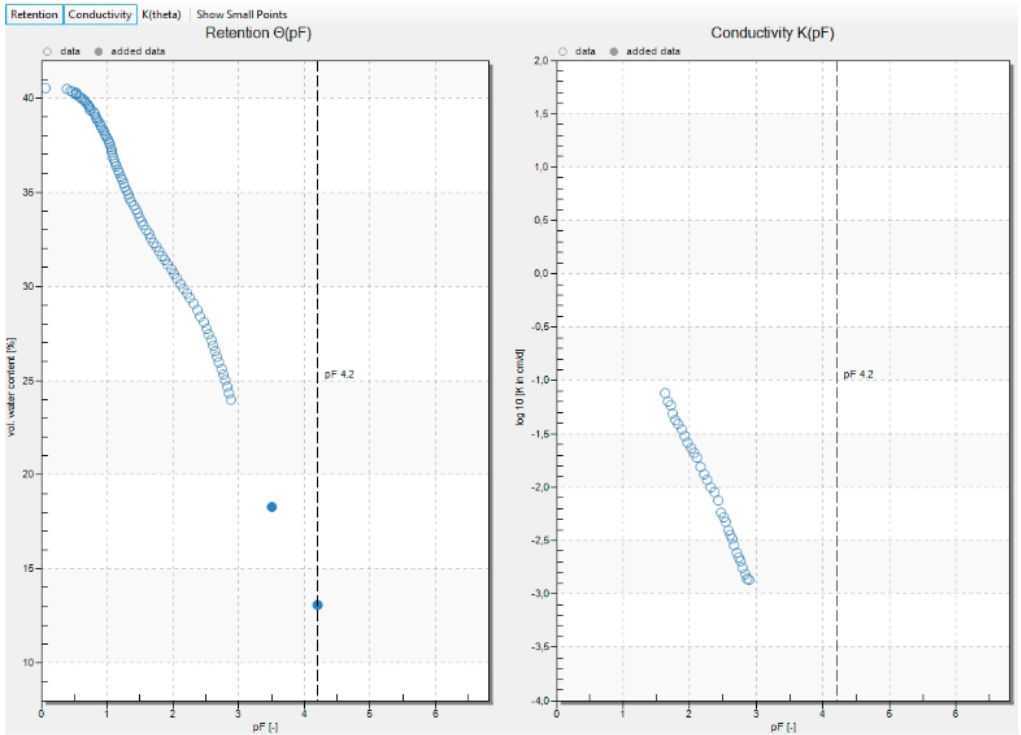 Retention Conductivity K(theta) Show Small Points
Retention Θ(pF)
data added data
40
35
30
25
20
15
10
vol. water content [%]
pF 4.2
0 1 2 3 4 5 6
pF [-]
Conductivity K(pF)
data added data
2,0
1,5
1,0
0,5
0,0
-0,5
-1,0
-1,5
-2,0
-2,5
-3,0
-3,5
-4,0
log 10 [K in cm/d]
pF 4.2
0 1 2 3 4 5 6
pF [-]